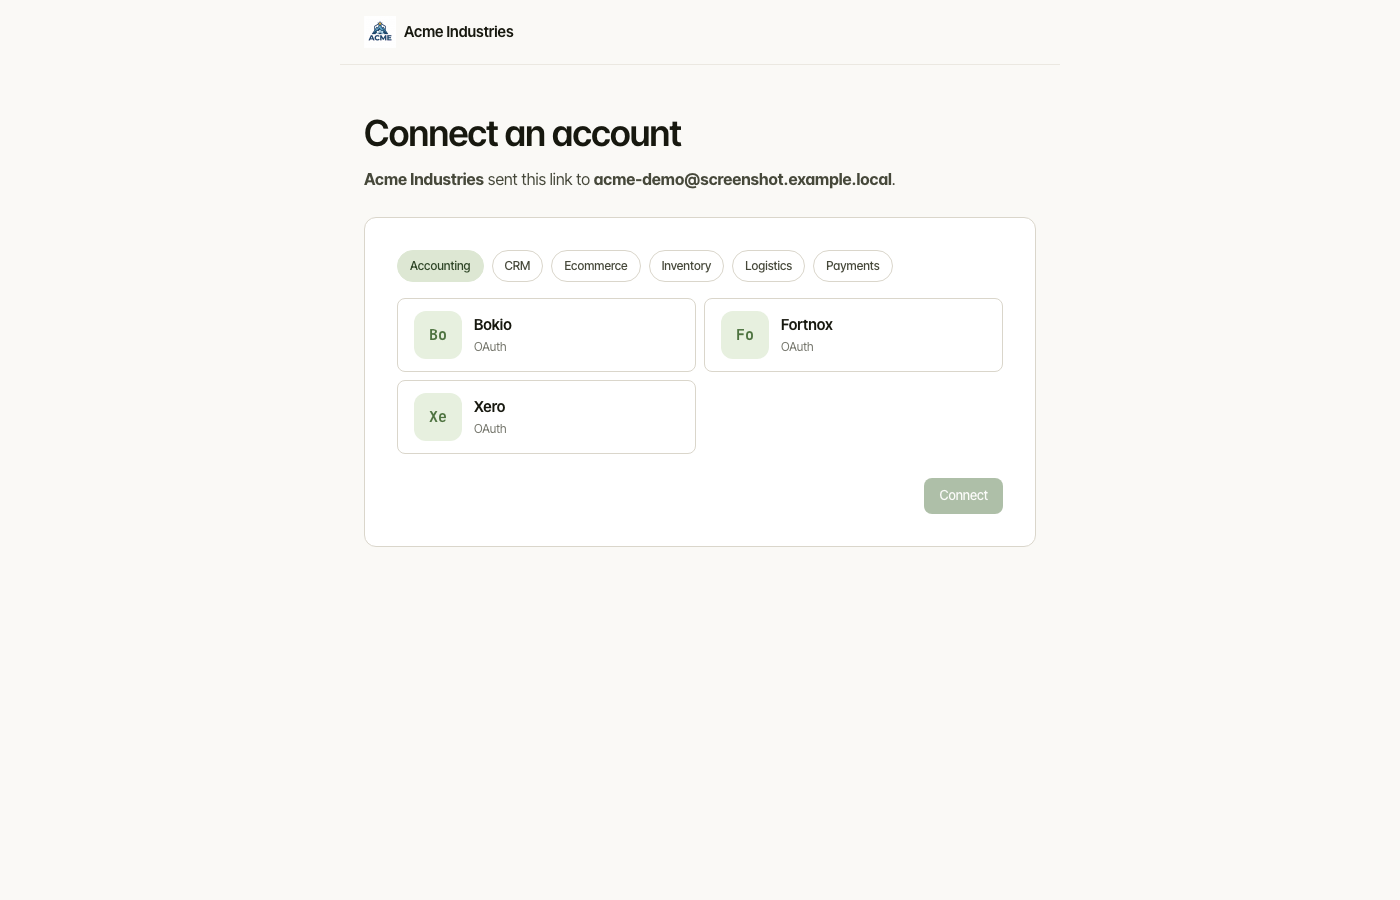 ACME
Acme Industries
Connect an account
Acme Industries sent this link to acme-demo@screenshot.example.local.
Accounting CRM Ecommerce Inventory Logistics Payments
Bo Bokio Fo Fortnox
OAuth OAuth
Xe Xero
OAuth
Connect